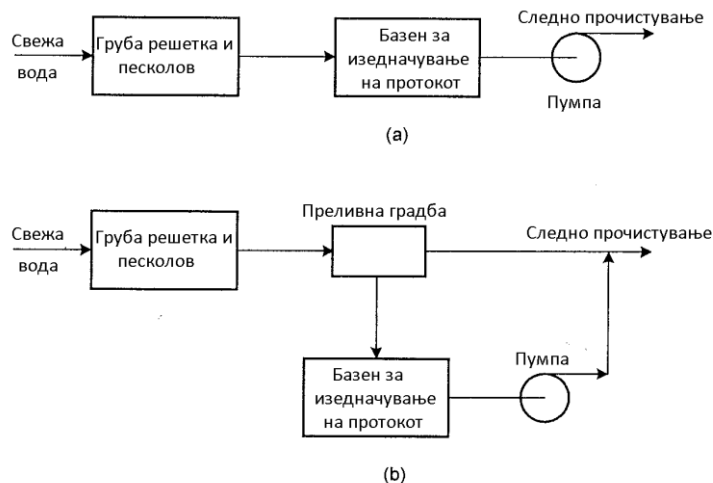 Следно прочистување
Свежа
вода
Груба решетка и
песколов
Базен за
изедначување
на протокот
Пумпа
(a)
Преливна градба
Свежа
вода
Груба решетка и
песколов
Следно прочистување
Базен за
изедначување
на протокот
Пумпа
(b)